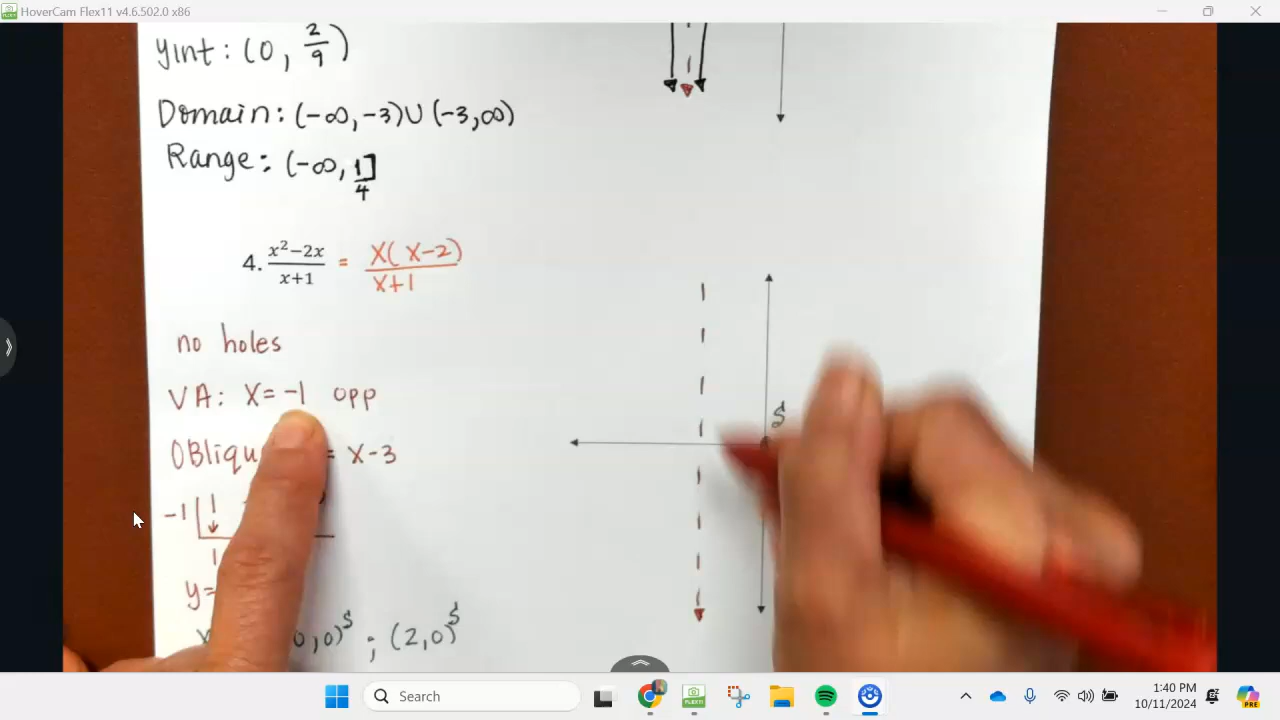 HoverCam Flex11 v4.6.502.0 x86
yint: (0, 2/9)
Domain: (-∞, -3)∪(-3,∞)
Range: (-∞, 1/4]
4. x²−2x/x+1 = x(x-2)/x+1
no holes
VA: x=-1 opp
= x-3
-1 1
1
y=
S
0,0)ˢ ; (2,0)ˢ
Search
1:40 PM
10/11/2024